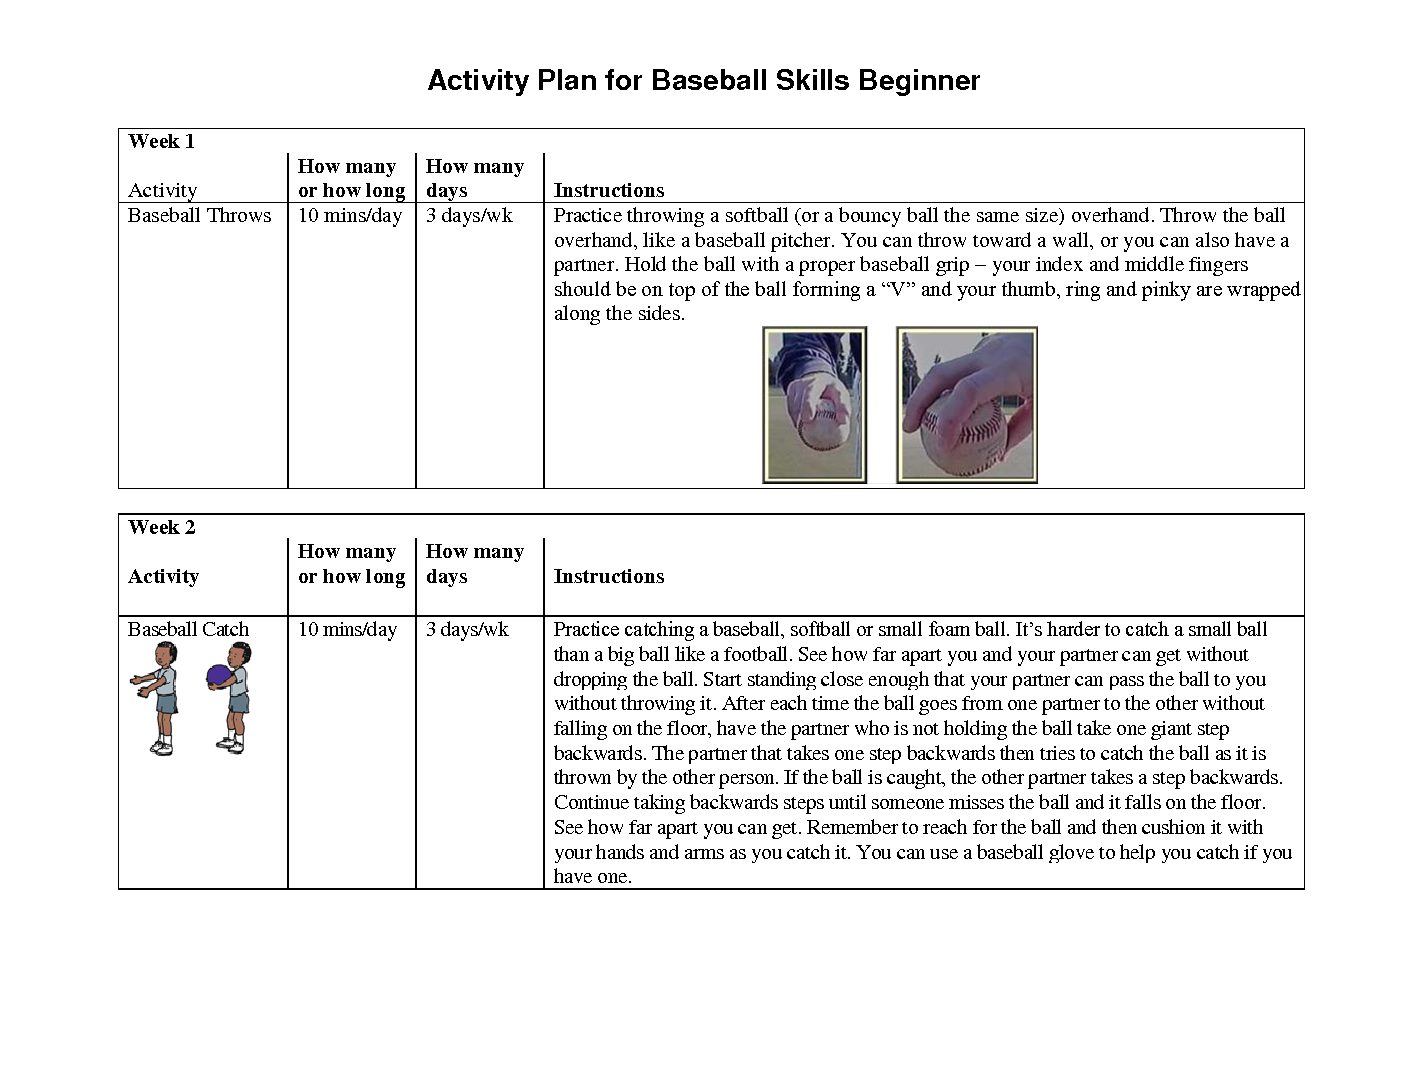 Activity Plan for Baseball Skills Beginner
Week 1
Activity
How many
or how long
How many
days
Instructions
Baseball Throws
10 mins/day
3 days/wk
Practice throwing a softball (or a bouncy ball the same size) overhand. Throw the ball
overhand, like a baseball pitcher. You can throw toward a wall, or you can also have a
partner. Hold the ball with a proper baseball grip – your index and middle fingers
should be on top of the ball forming a “V” and your thumb, ring and pinky are wrapped
along the sides.
Week 2
Activity
How many
or how long
How many
days
Instructions
Baseball Catch
10 mins/day
3 days/wk
Practice catching a baseball, softball or small foam ball. It’s harder to catch a small ball
than a big ball like a football. See how far apart you and your partner can get without
dropping the ball. Start standing close enough that your partner can pass the ball to you
without throwing it. After each time the ball goes from one partner to the other without
falling on the floor, have the partner who is not holding the ball take one giant step
backwards. The partner that takes one step backwards then tries to catch the ball as it is
thrown by the other person. If the ball is caught, the other partner takes a step backwards.
Continue taking backwards steps until someone misses the ball and it falls on the floor.
See how far apart you can get. Remember to reach for the ball and then cushion it with
your hands and arms as you catch it. You can use a baseball glove to help you catch if you
have one.